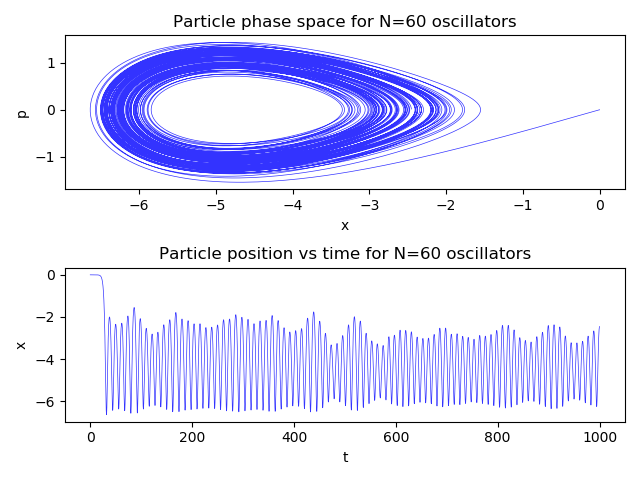 Particle phase space for N=60 oscillators
1
0
−1
p
−6 −5 −4 −3 −2 −1 0
x
Particle position vs time for N=60 oscillators
0
−2
−4
−6
x
0 200 400 600 800 1000
t